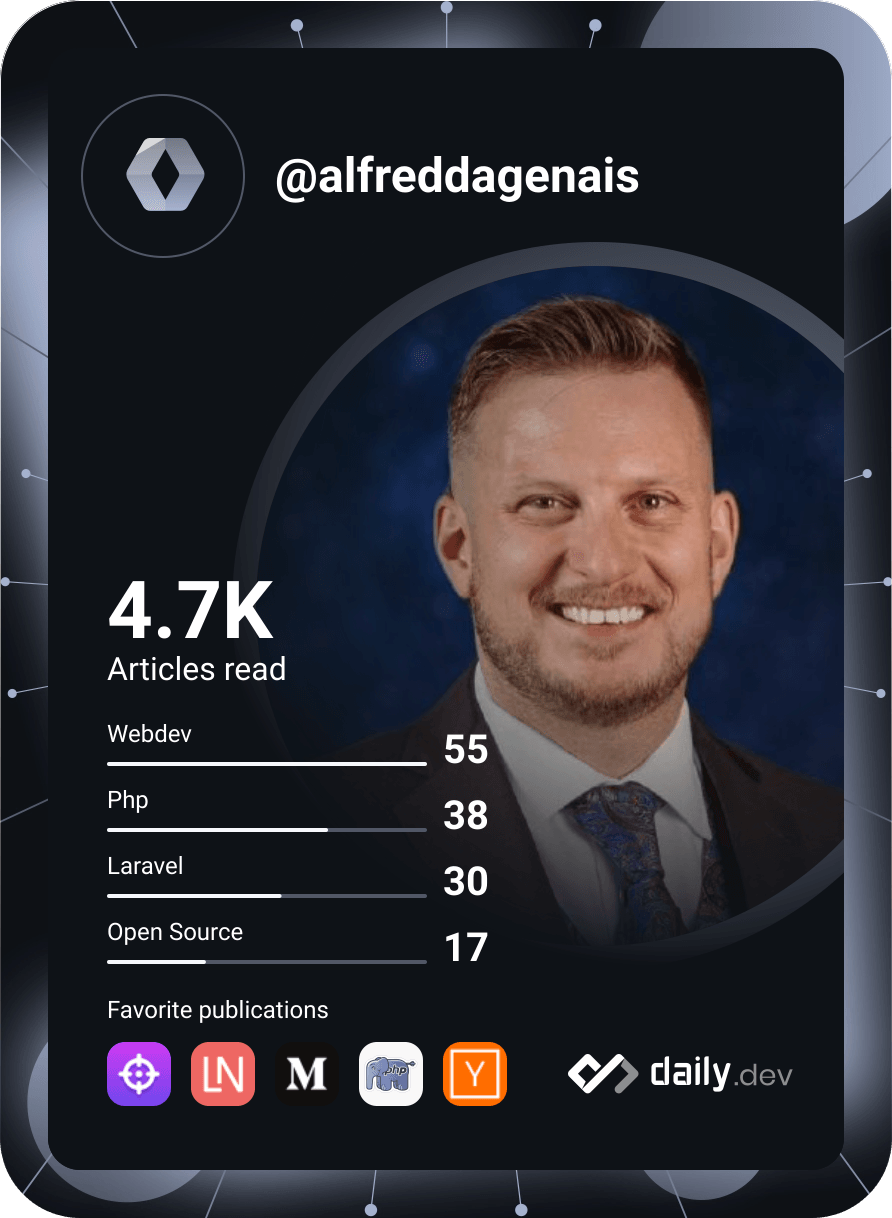 @alfreddagenais
4.7K
Articles read
Webdev
55
Php
38
Laravel
30
Open Source
17
Favorite publications
LN
M
php
Y
daily.dev